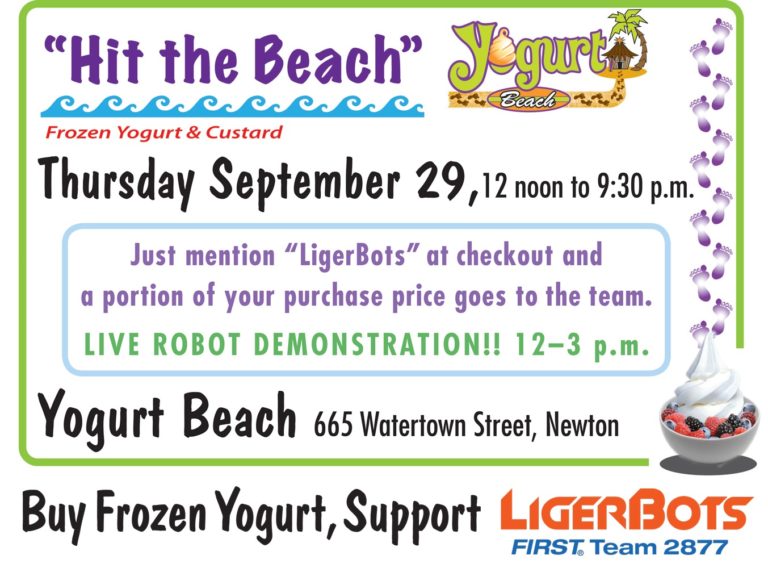 "Hit the Beach"
Yogurt
Beach
Frozen Yogurt & Custard
Thursday September 29, 12 noon to 9:30 p.m.
Just mention “LigerBots” at checkout and
a portion of your purchase price goes to the team.
LIVE ROBOT DEMONSTRATION!! 12–3 p.m.
Yogurt Beach 665 Watertown Street, Newton
Buy Frozen Yogurt, Support LIGERBOTS
FIRST® Team 2877